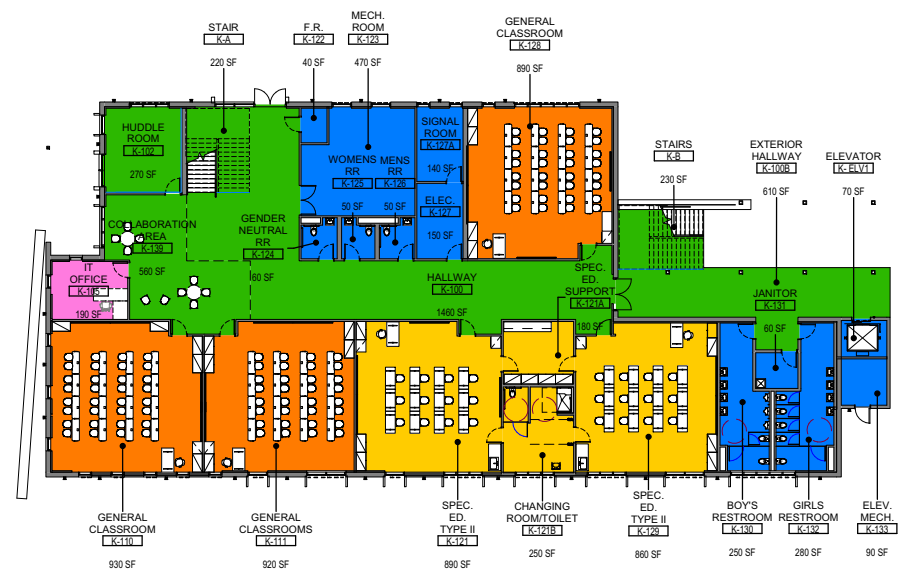 STAIR
K-A
220 SF
F.R.
K-122
40 SF
MECH.
ROOM
K-123
470 SF
GENERAL
CLASSROOM
K-128
890 SF
HUDDLE
ROOM
K-102
270 SF
SIGNAL
ROOM
K-127A
140 SF
WOMENS
RR
K-125
50 SF
MENS
RR
K-126
50 SF
ELEC.
K-127
150 SF
STAIRS
K-B
230 SF
EXTERIOR
HALLWAY
K-100B
610 SF
ELEVATOR
K- ELV1
70 SF
COLLABORATION
AREA
K-139
560 SF
GENDER
NEUTRAL
RR
K-124
60 SF
IT
OFFICE
K-105
190 SF
HALLWAY
K-100
1460 SF
SPEC.
ED.
SUPPORT
K-121A
180 SF
JANITOR
K-131
60 SF
L
GENERAL
CLASSROOM
K-110
930 SF
GENERAL
CLASSROOMS
K-111
920 SF
SPEC.
ED.
TYPE II
K-121
890 SF
CHANGING
ROOM/TOILET
K-121B
250 SF
SPEC.
ED.
TYPE II
K-129
860 SF
BOY'S
RESTROOM
K-130
250 SF
GIRLS
RESTROOM
K-132
280 SF
ELEV.
MECH.
K-133
90 SF